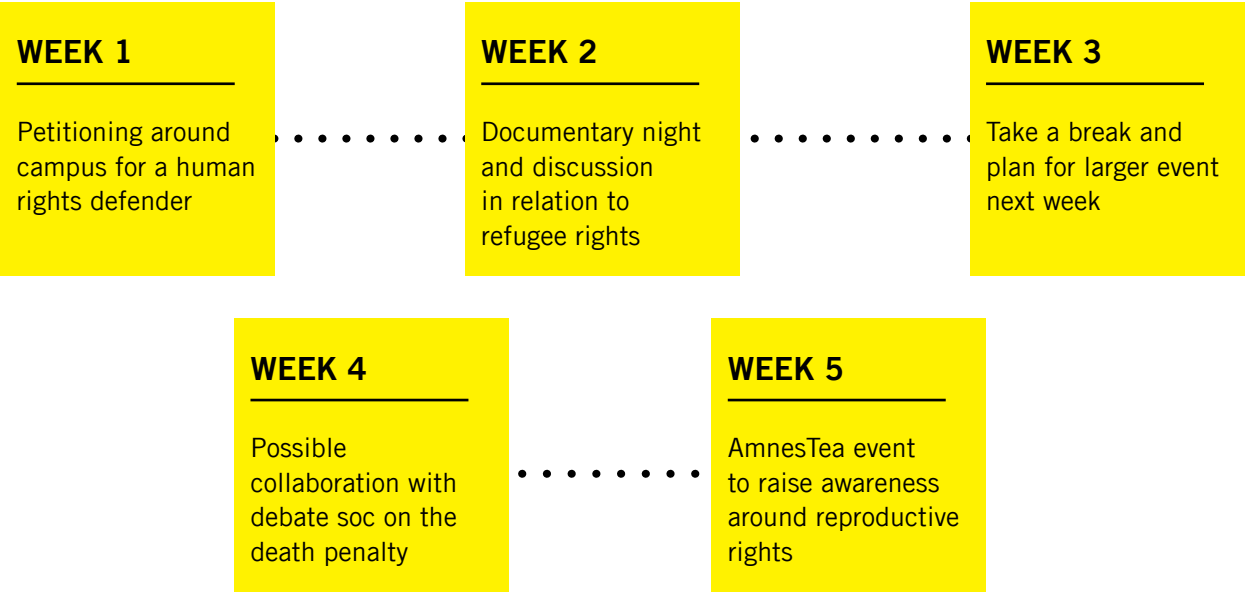 WEEK 1
Petitioning around
campus for a human
rights defender
WEEK 2
Documentary night
and discussion
in relation to
refugee rights
WEEK 3
Take a break and
plan for larger event
next week
WEEK 4
Possible
collaboration with
debate soc on the
death penalty
WEEK 5
AmnesTea event
to raise awareness
around reproductive
rights